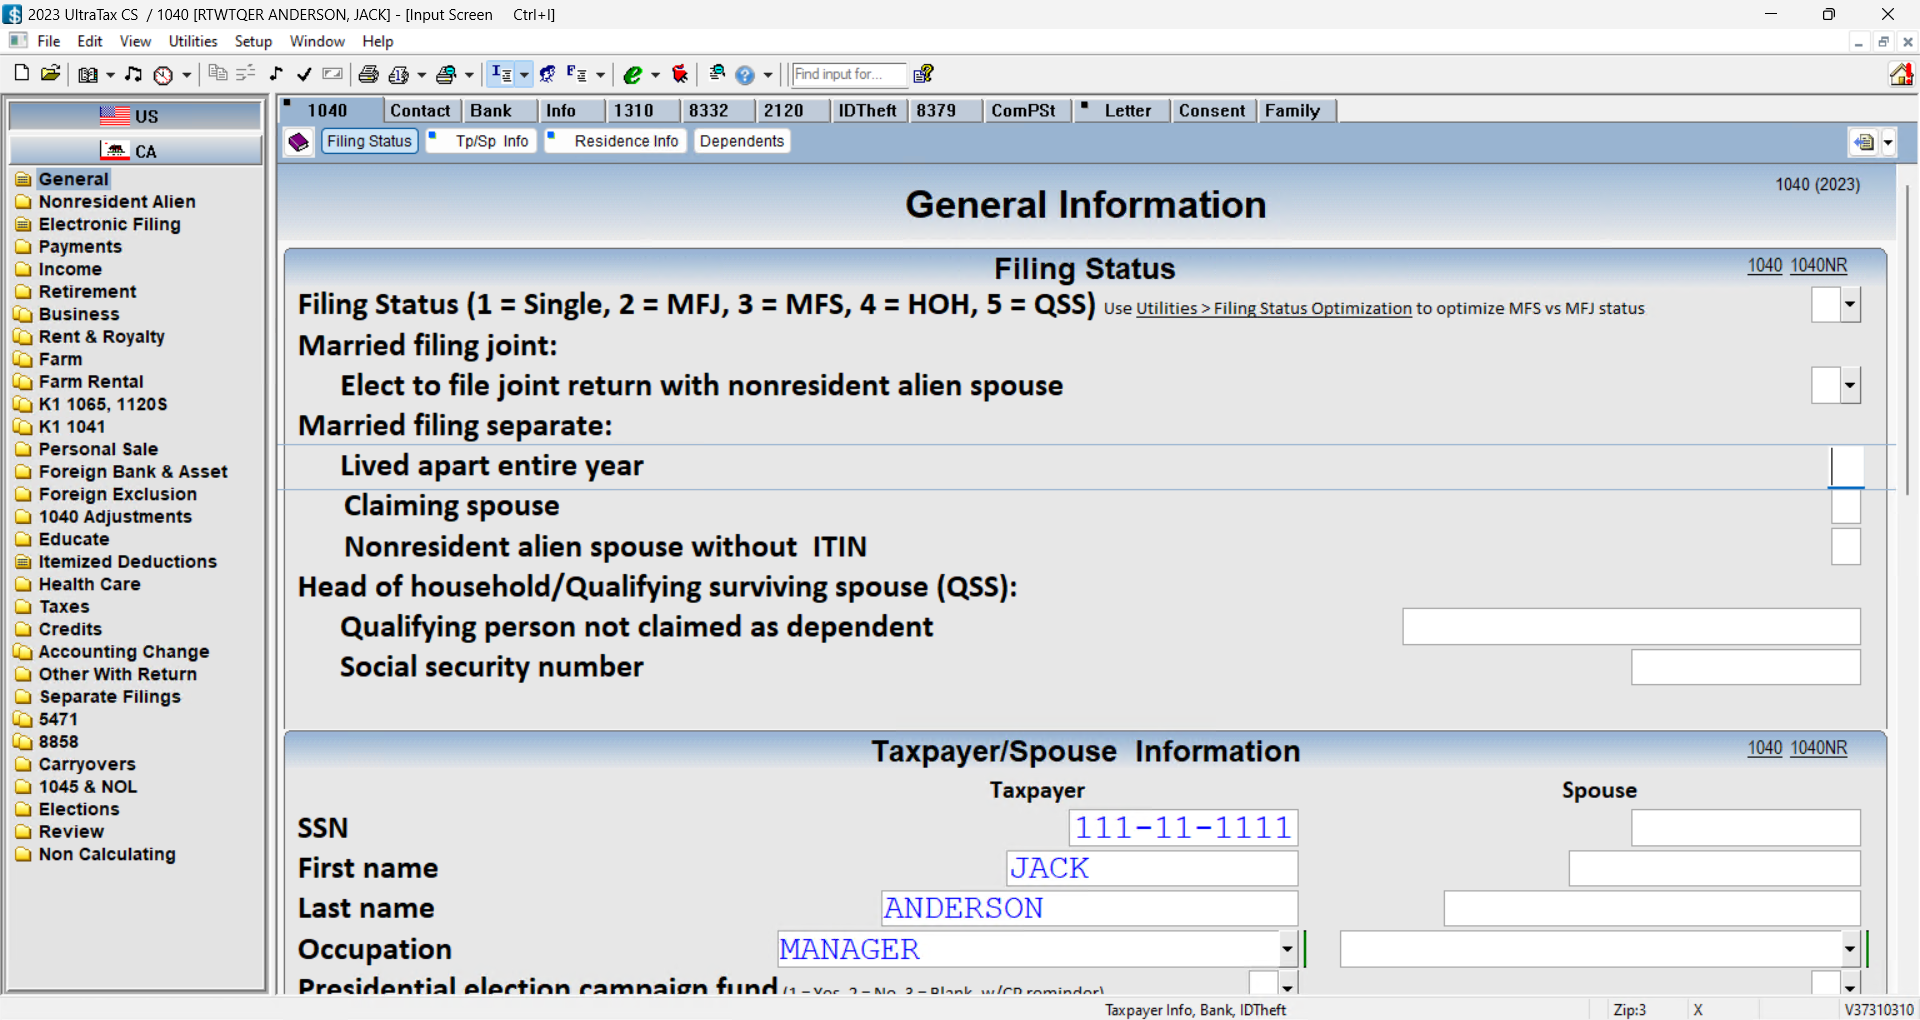 2023 UltraTax CS / 1040 [RTWTQER ANDERSON, JACK] - [Input Screen Ctrl+I]
File Edit View Utilities Setup Window Help
Find input for...
US
CA
General
Nonresident Alien
Electronic Filing
Payments
Income
Retirement
Business
Rent & Royalty
Farm
Farm Rental
K1 1065, 1120S
K1 1041
Personal Sale
Foreign Bank & Asset
Foreign Exclusion
1040 Adjustments
Educate
Itemized Deductions
Health Care
Taxes
Credits
Accounting Change
Other With Return
Separate Filings
5471
8858
Carryovers
1045 & NOL
Elections
Review
Non Calculating
1040 Contact Bank Info 1310 8332 2120 IDTheft 8379 ComPSt Letter Consent Family
Filing Status Tp/Sp Info Residence Info Dependents
1040 (2023)
General Information
Filing Status 1040 1040NR
Filing Status (1 = Single, 2 = MFJ, 3 = MFS, 4 = HOH, 5 = QSS) Use Utilities > Filing Status Optimization to optimize MFS vs MFJ status
Married filing joint:
Elect to file joint return with nonresident alien spouse
Married filing separate:
Lived apart entire year
Claiming spouse
Nonresident alien spouse without ITIN
Head of household/Qualifying surviving spouse (QSS):
Qualifying person not claimed as dependent
Social security number
Taxpayer/Spouse Information 1040 1040NR
Taxpayer Spouse
SSN 111-11-1111
First name JACK
Last name ANDERSON
Occupation MANAGER
Presidential election campaign fund (1 = Yes, 2 = No, 3 = Blank, w/CP reminder)
Taxpayer Info, Bank, IDTheft Zip:3 X V37310310